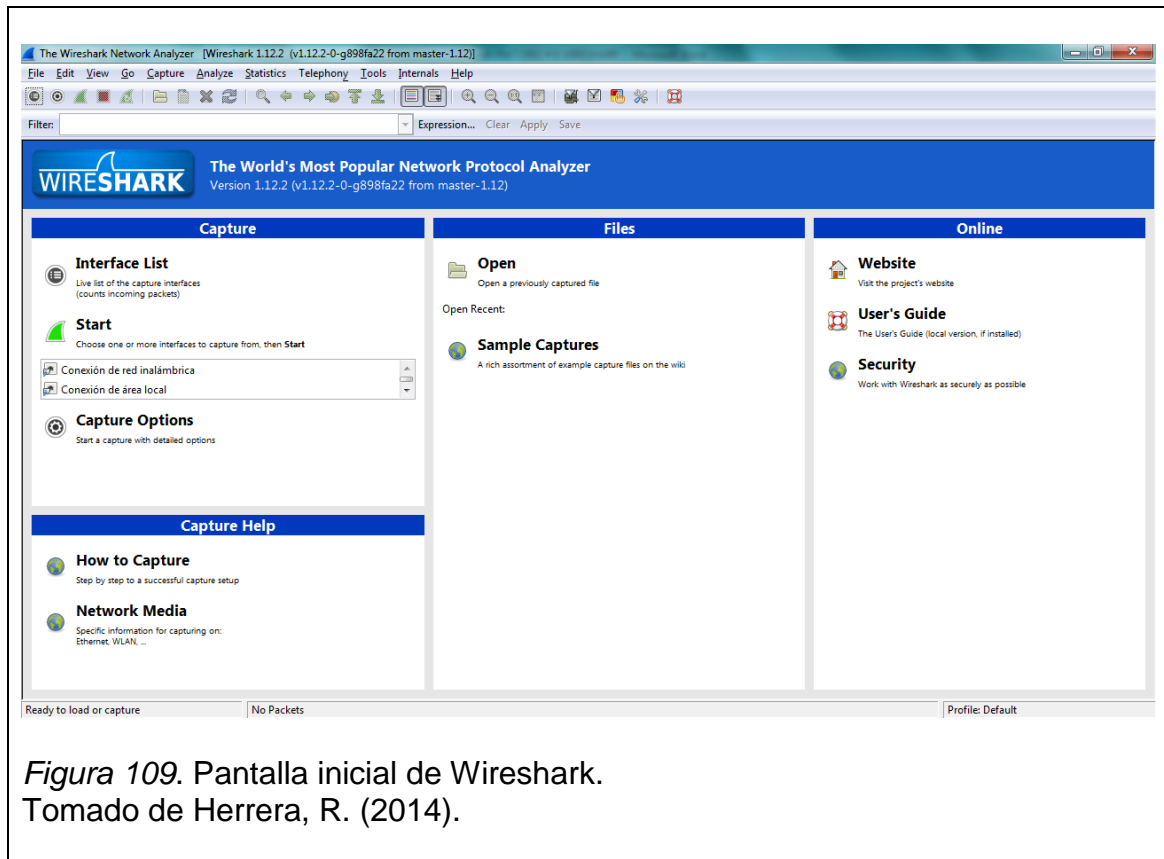 The Wireshark Network Analyzer [Wireshark 1.12.2 (v1.12.2-0-g898fa22 from master-1.12)]
File Edit View Go Capture Analyze Statistics Telephony Tools Internals Help
Filter: Expression... Clear Apply Save
WIRESHARK
The World's Most Popular Network Protocol Analyzer
Version 1.12.2 (v1.12.2-0-g898fa22 from master-1.12)
Capture
Interface List
Live list of the capture interfaces
(counts incoming packets)
Start
Choose one or more interfaces to capture from, then Start
Conexión de red inalámbrica
Conexión de área local
Capture Options
Start a capture with detailed options
Capture Help
How to Capture
Step by step to a successful capture setup
Network Media
Specific information for capturing on:
Ethernet, WLAN, ...
Files
Open
Open a previously captured file
Open Recent:
Sample Captures
A rich assortment of example capture files on the wiki
Online
Website
Visit the project's website
User's Guide
The User's Guide (local version, if installed)
Security
Work with Wireshark as securely as possible
Ready to load or capture
No Packets
Profile: Default
Figura 109. Pantalla inicial de Wireshark.
Tomado de Herrera, R. (2014).